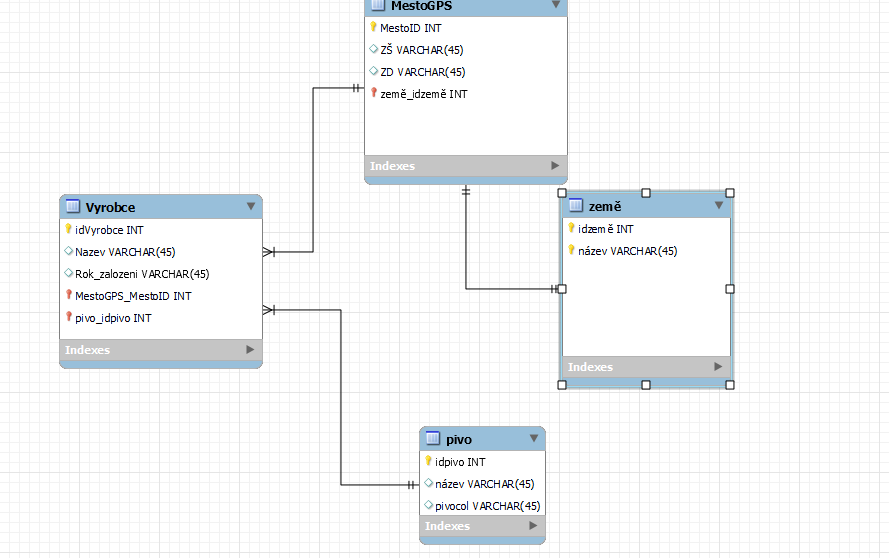 MestoGPS
MestoID INT
ZŠ VARCHAR(45)
ZD VARCHAR(45)
země_idzemě INT
Indexes
Vyrobce
idVyrobce INT
Nazev VARCHAR(45)
Rok_zalozeni VARCHAR(45)
MestoGPS_MestoID INT
pivo_idpivo INT
Indexes
země
idzemě INT
název VARCHAR(45)
Indexes
pivo
idpivo INT
název VARCHAR(45)
pivocol VARCHAR(45)
Indexes